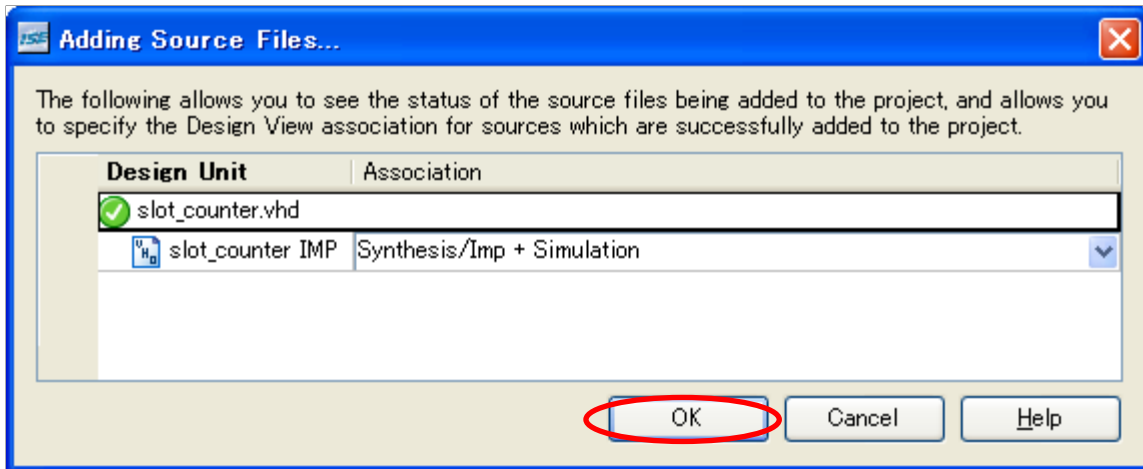 ISE Adding Source Files...
The following allows you to see the status of the source files being added to the project, and allows you
to specify the Design View association for sources which are successfully added to the project.
Design Unit Association
slot_counter.vhd
slot_counter IMP Synthesis/Imp + Simulation
OK Cancel Help